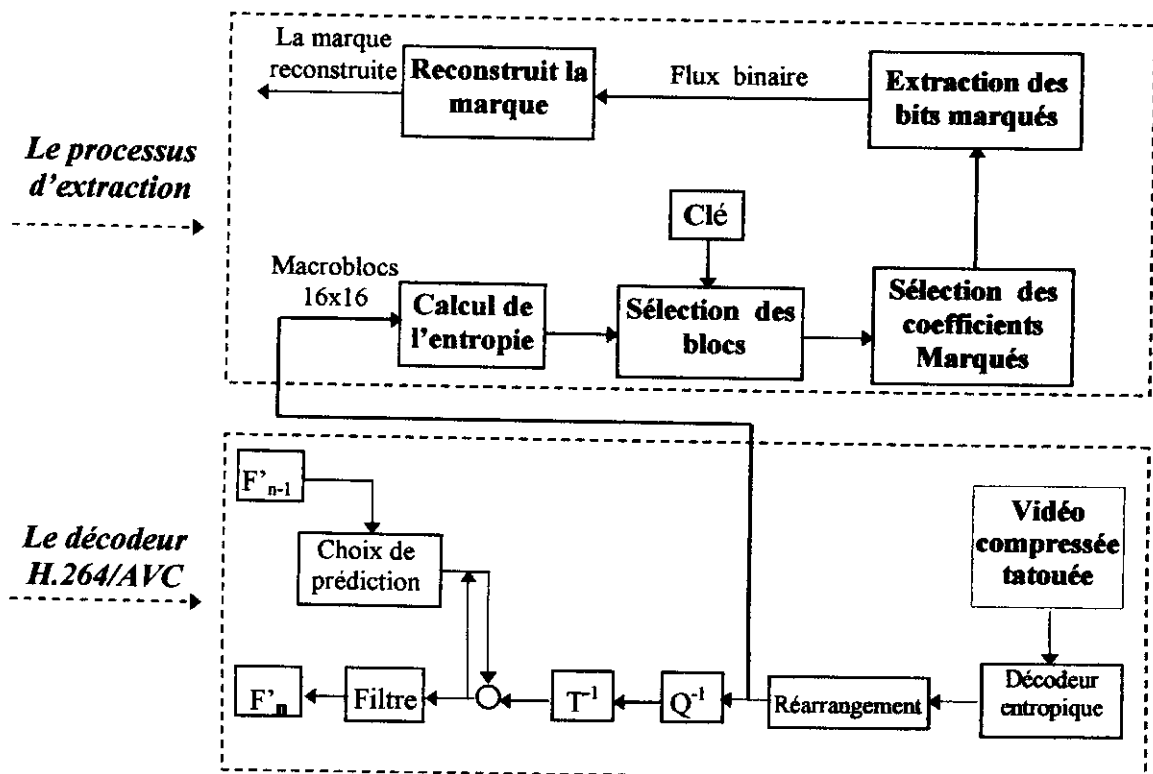 La marque
reconstruite
Reconstruit la
marque
Flux binaire
Extraction des
bits marqués
Le processus
d'extraction
Clé
Macroblocs
16x16
Calcul de
l'entropie
Sélection des
blocs
Sélection des
coefficients
Marqués
F'n-1
Le décodeur
H.264/AVC
Choix de
prédiction
Vidéo
compressée
tatouée
F'n
Filtre
T-1
Q-1
Réarrangement
Décodeur
entropique